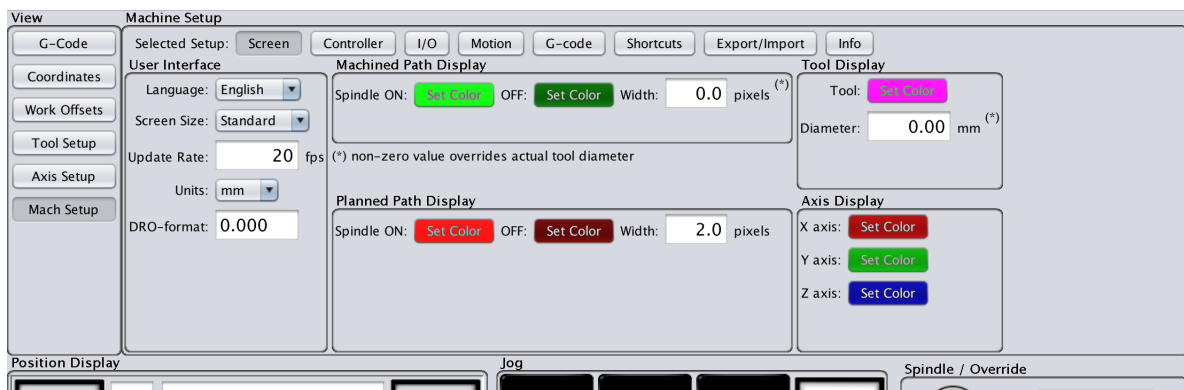 View
G-Code
Coordinates
Work Offsets
Tool Setup
Axis Setup
Mach Setup
Machine Setup
Selected Setup: Screen Controller I/O Motion G-code Shortcuts Export/Import Info
User Interface
Language: English
Screen Size: Standard
Update Rate: 20 fps
Units: mm
DRO-format: 0.000
Machined Path Display
Spindle ON: Set Color OFF: Set Color Width: 0.0 pixels (*)
(*) non-zero value overrides actual tool diameter
Planned Path Display
Spindle ON: Set Color OFF: Set Color Width: 2.0 pixels
Tool Display
Tool: Set Color
Diameter: 0.00 mm (*)
Axis Display
X axis: Set Color
Y axis: Set Color
Z axis: Set Color
Position Display
Jog
Spindle / Override